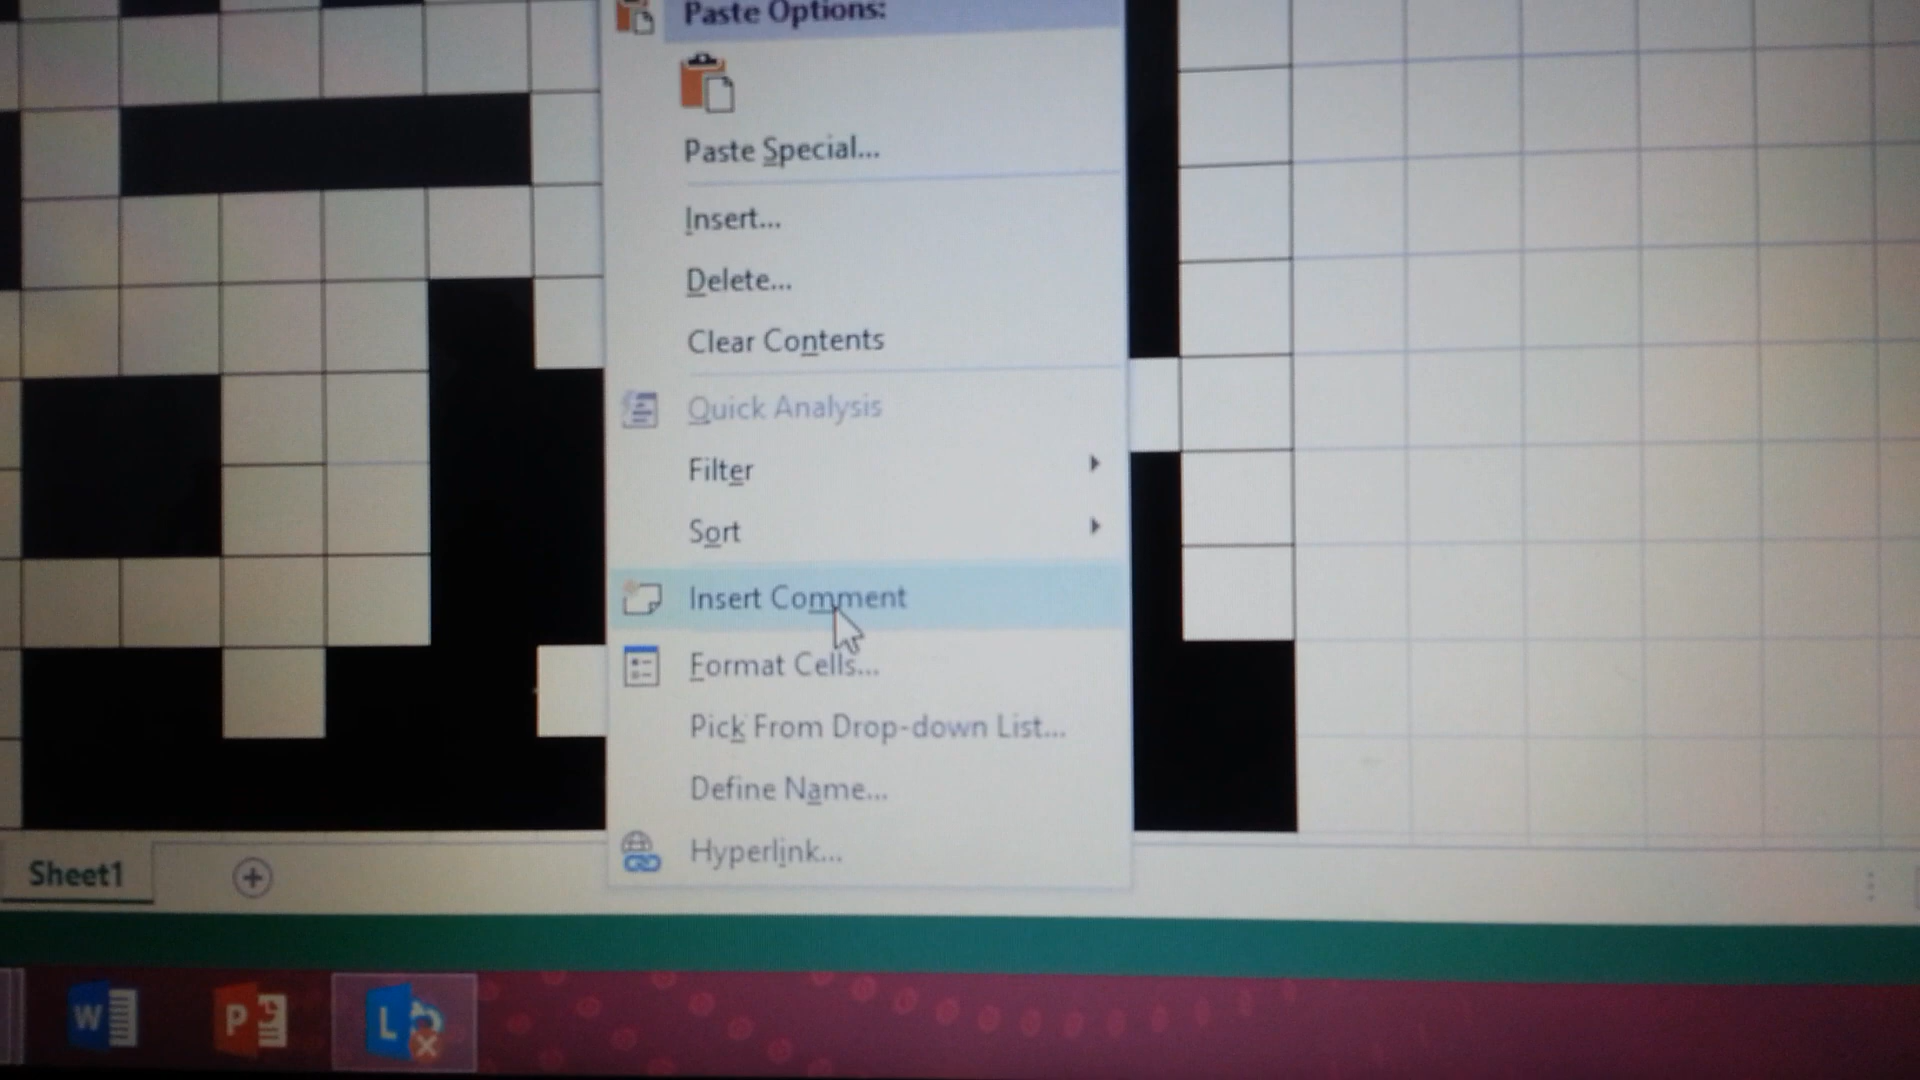 Paste Options:
Paste Special...
Insert...
Delete...
Clear Contents
Quick Analysis
Filter
Sort
Insert Comment
Format Cells...
Pick From Drop-down List...
Define Name...
Hyperlink...
Sheet1
W
P
L